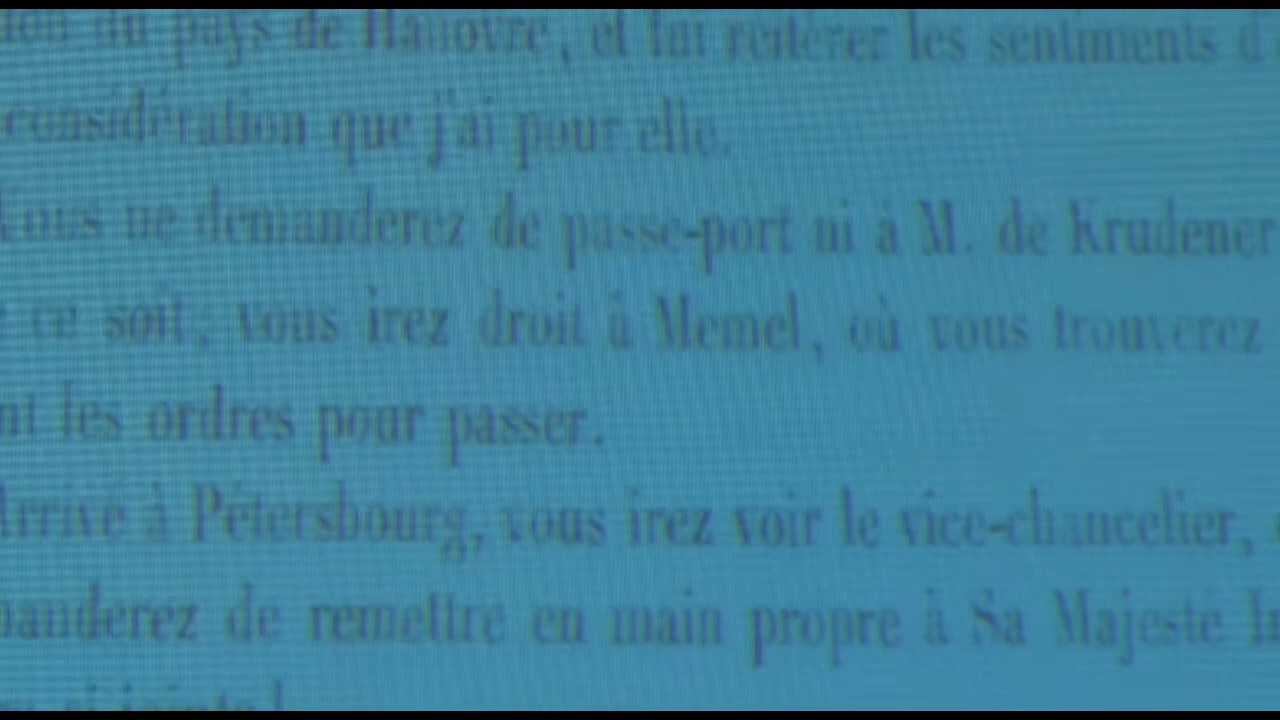 du pays de Hanovre, et lui réitérer les sentiments d'
considération que j'ai pour elle.
Vous ne demanderez de passe-port ni à M. de Krudener
ce soit; vous irez droit à Memel, où vous trouverez
les ordres pour passer.
Arrivé à Pétersbourg, vous irez voir le vice-chancelier,
de remettre en main propre à Sa Majesté